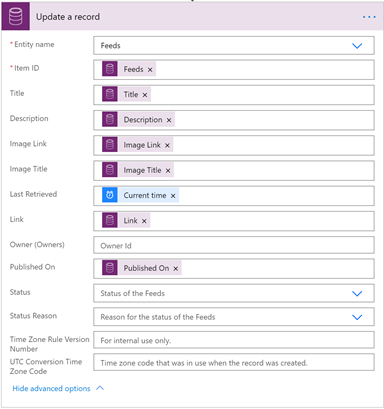 Update a record
* Entity name Feeds
* Item ID Feeds ×
Title Title ×
Description Description ×
Image Link Image Link ×
Image Title Image Title ×
Last Retrieved Current time ×
Link Link ×
Owner (Owners) Owner Id
Published On Published On ×
Status Status of the Feeds
Status Reason Reason for the status of the Feeds
Time Zone Rule Version Number For internal use only.
UTC Conversion Time Zone Code Time zone code that was in use when the record was created.
Hide advanced options